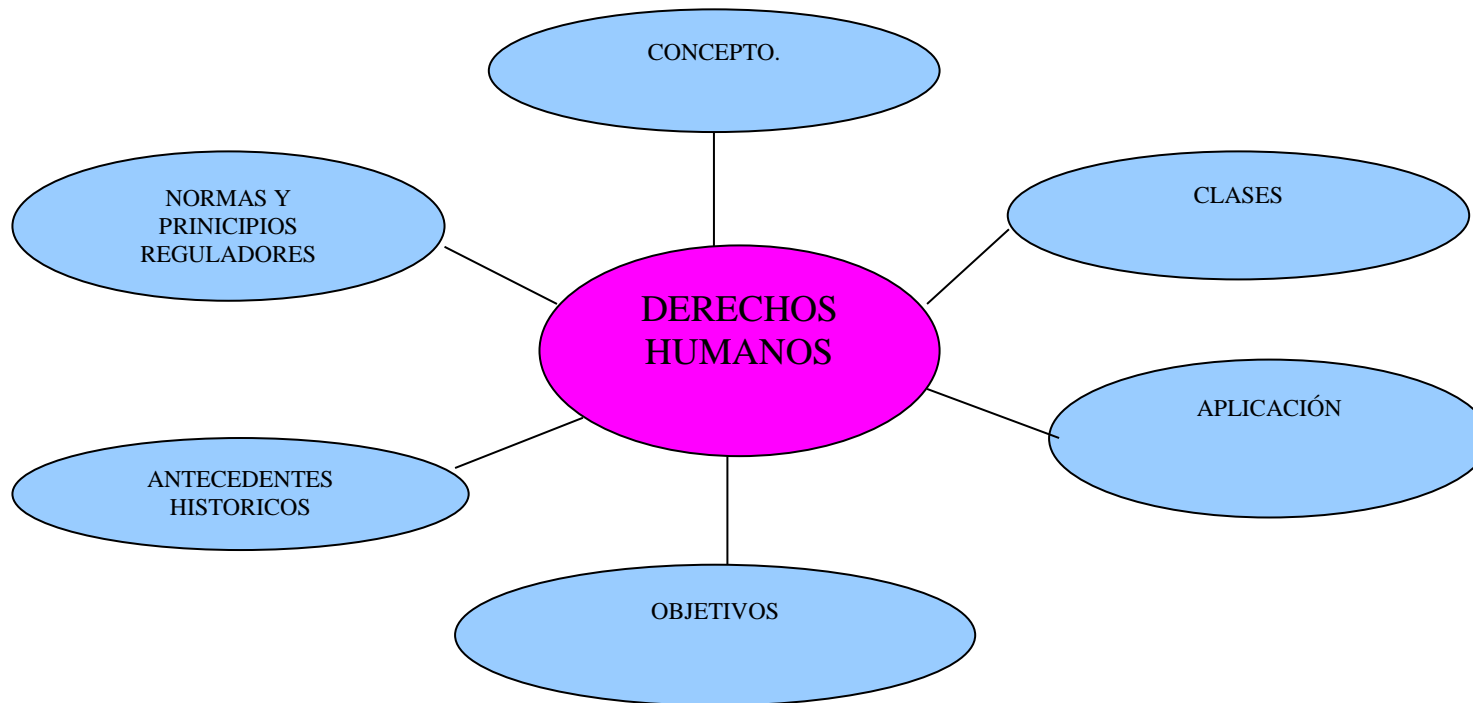 CONCEPTO.
NORMAS Y
PRINICIPIOS
REGULADORES
CLASES
DERECHOS
HUMANOS
APLICACIÓN
ANTECEDENTES
HISTORICOS
OBJETIVOS